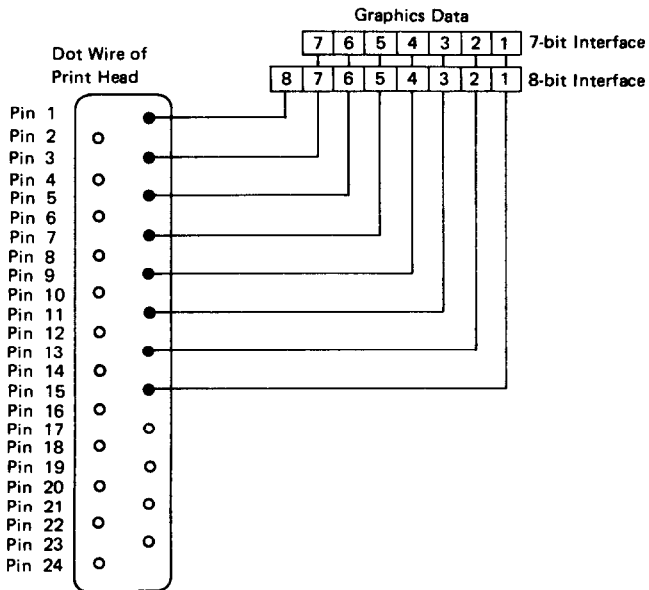 Graphics Data
7 6 5 4 3 2 1 7-bit Interface
8 7 6 5 4 3 2 1 8-bit Interface
Dot Wire of
Print Head
Pin 1
Pin 2
Pin 3
Pin 4
Pin 5
Pin 6
Pin 7
Pin 8
Pin 9
Pin 10
Pin 11
Pin 12
Pin 13
Pin 14
Pin 15
Pin 16
Pin 17
Pin 18
Pin 19
Pin 20
Pin 21
Pin 22
Pin 23
Pin 24